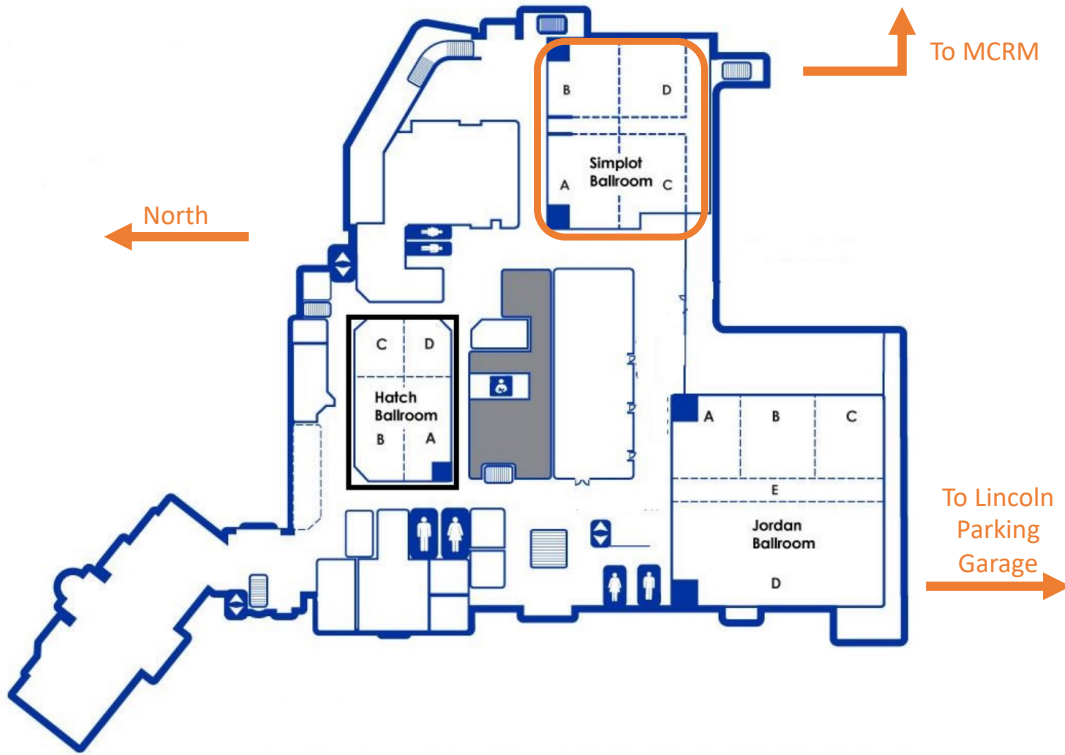 To MCRM
B
D
Simplot
Ballroom
A
C
North
C
D
Hatch
Ballroom
B
A
A
B
C
E
Jordan
Ballroom
D
To Lincoln
Parking
Garage